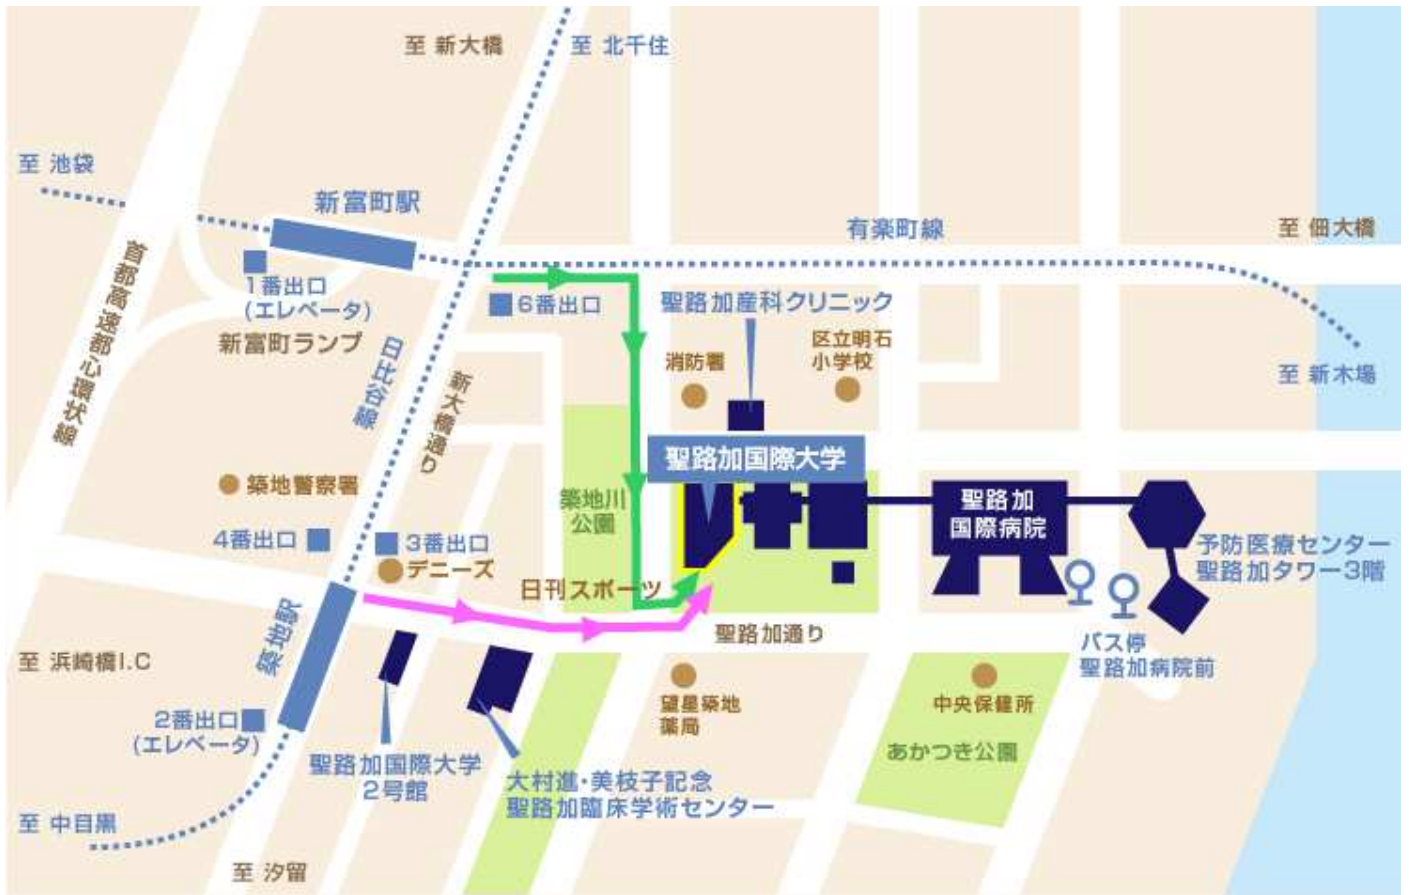 至 新大橋
至 北千住
至 池袋
新富町駅
有楽町線
至 佃大橋
首都高速都心環状線
1番出口
(エレベータ)
6番出口
聖路加産科クリニック
新富町ランプ
日比谷線
新大橋通り
消防署
区立明石
小学校
至 新木場
聖路加国際大学
築地警察署
築地川
公園
聖路加
国際病院
4番出口
3番出口
デニーズ
予防医療センター
聖路加タワー3階
日刊スポーツ
築地駅
聖路加通り
バス停
聖路加病院前
至 浜崎橋I.C
2番出口
(エレベータ)
望星築地
薬局
中央保健所
あかつき公園
聖路加国際大学
2号館
大村進・美枝子記念
聖路加臨床学術センター
至 中目黒
至 汐留